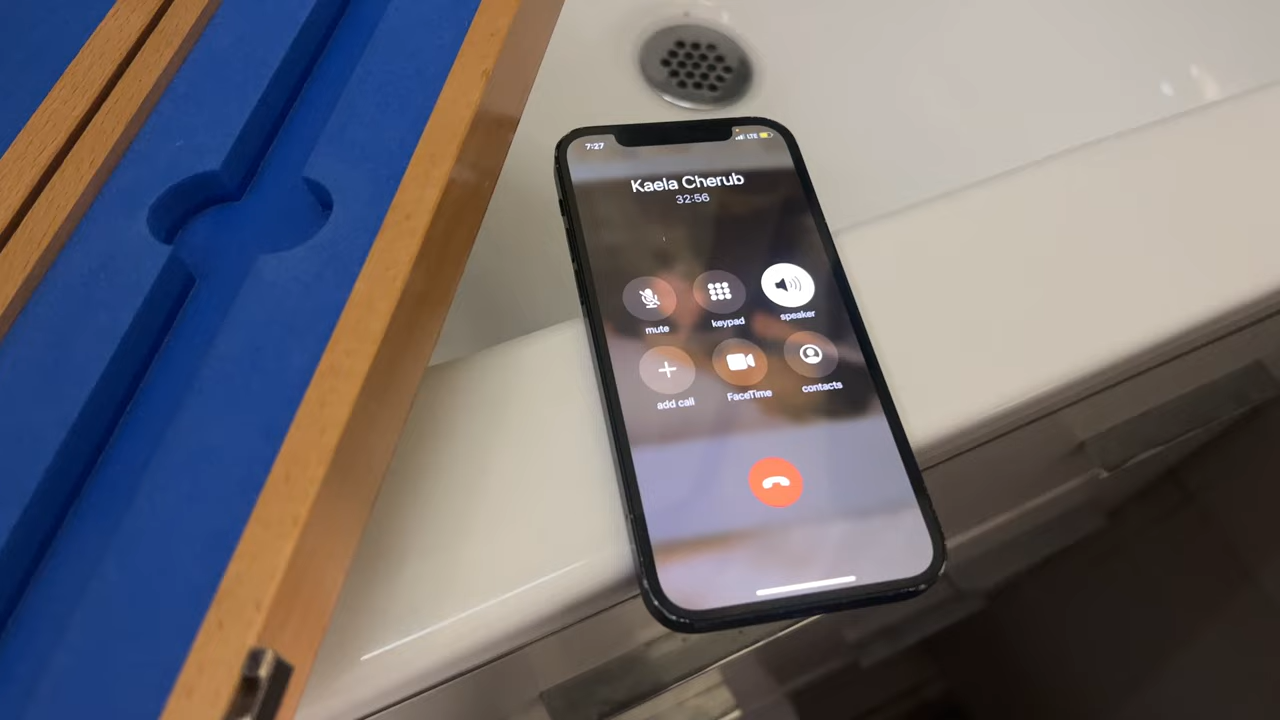 7:27
LTE
Kaela Cherub
32:56
mute
keypad
speaker
add call
FaceTime
contacts